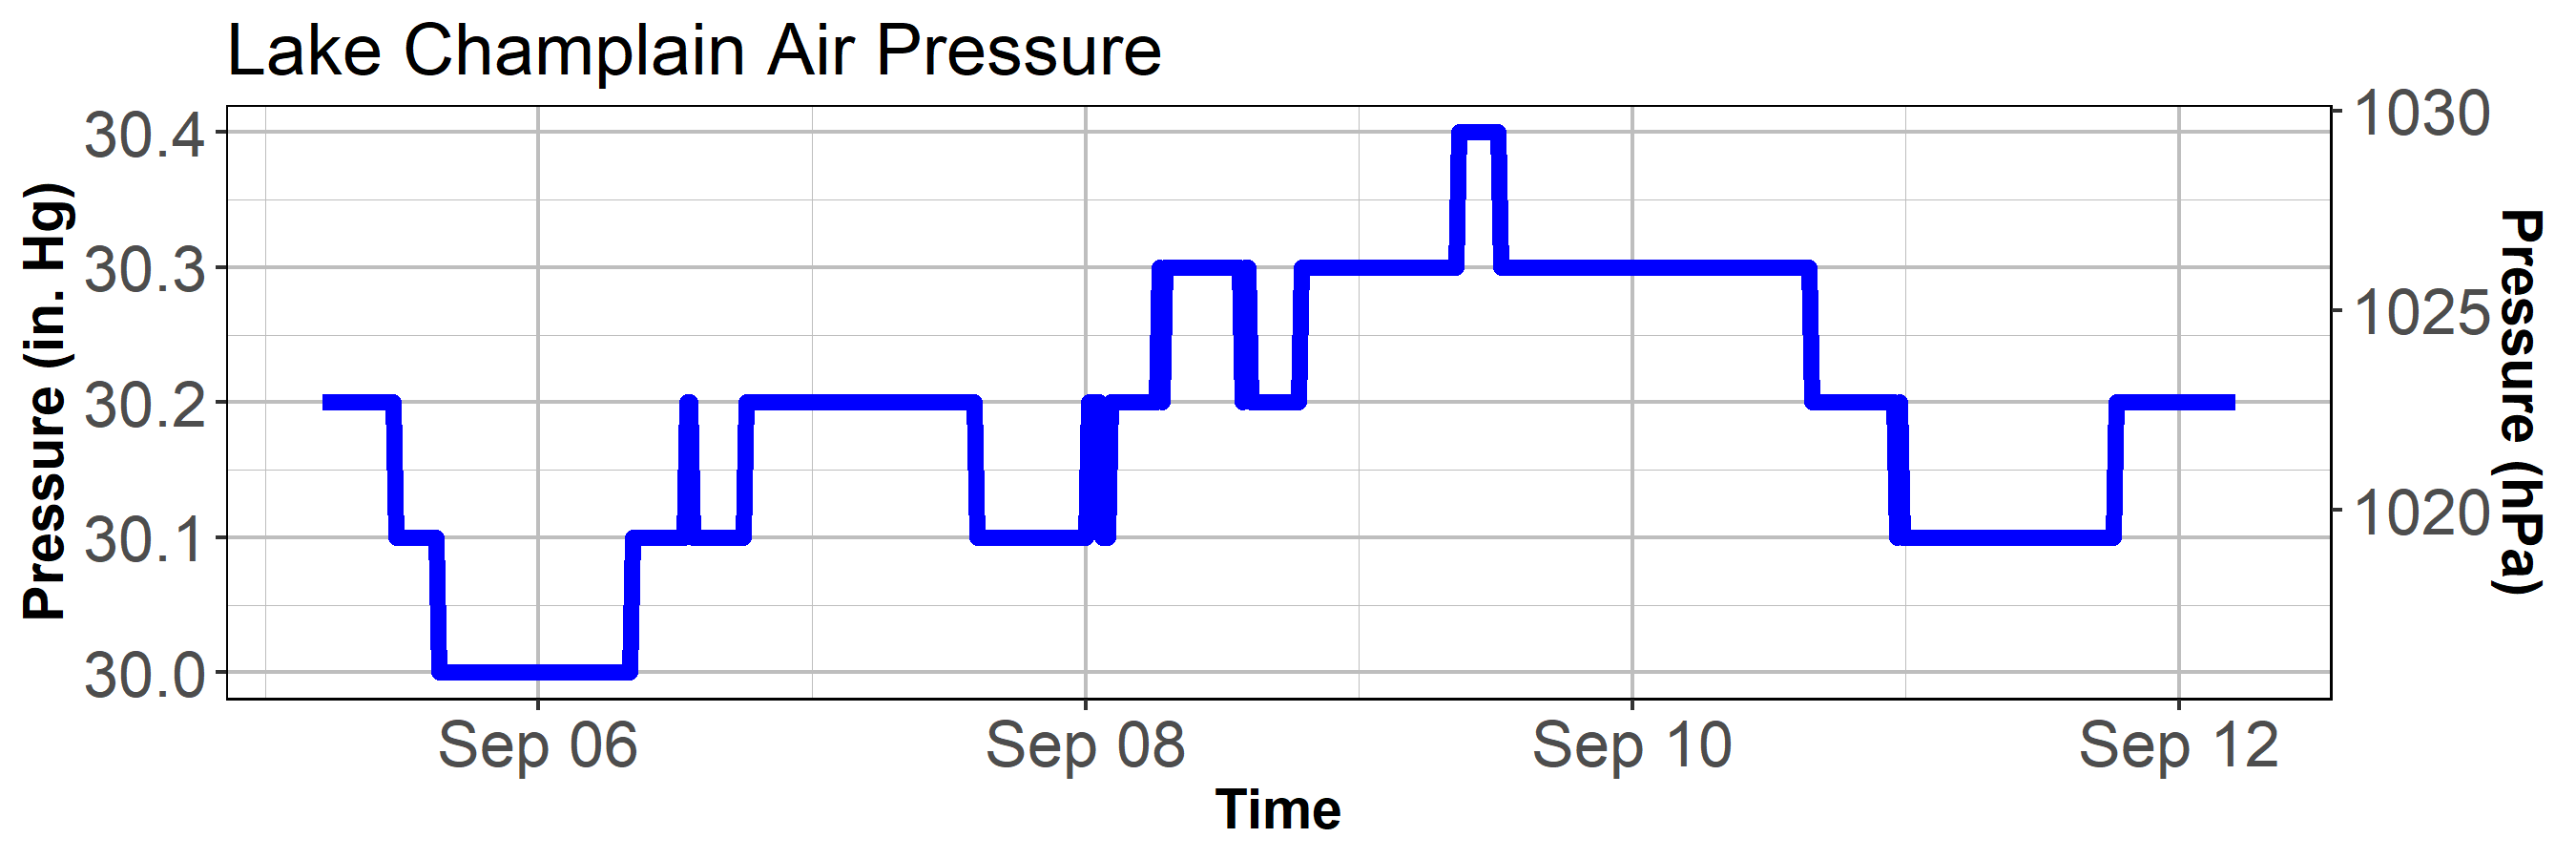 Lake Champlain Air Pressure
30.4
30.3
30.2
30.1
30.0
Pressure (in. Hg)
1030
1025
1020
Pressure (hPa)
Sep 06
Sep 08
Sep 10
Sep 12
Time